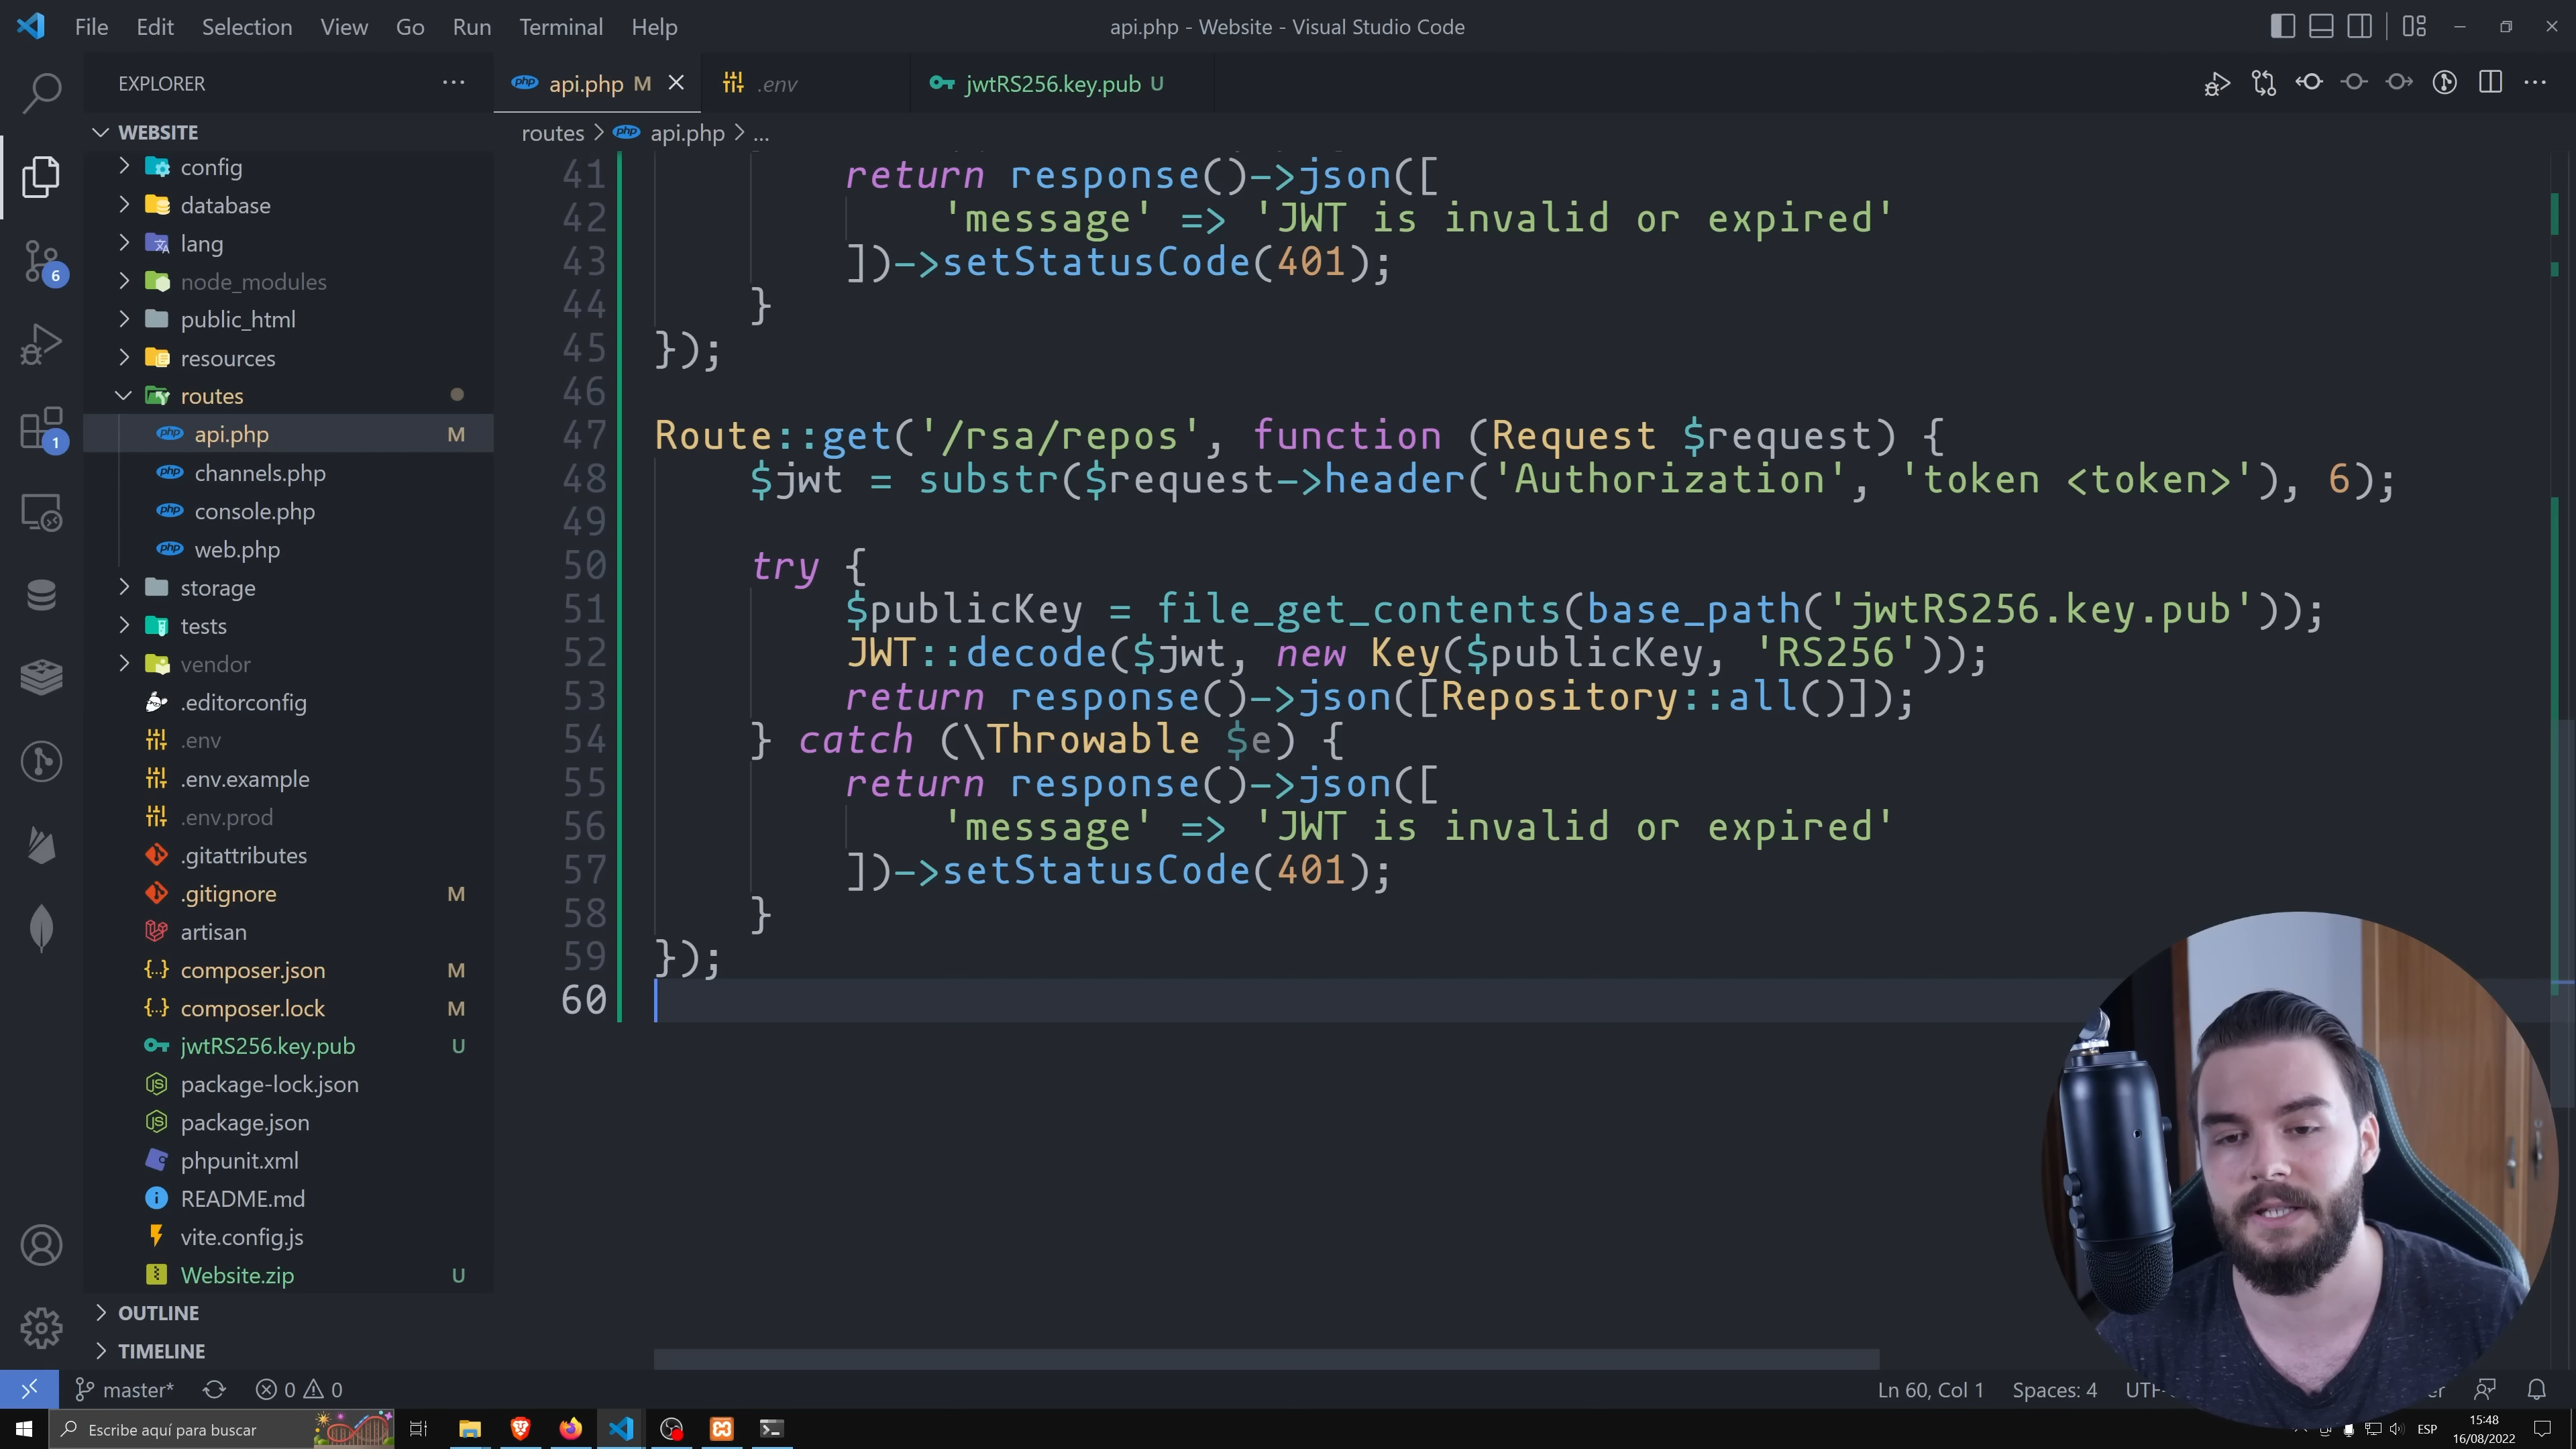 File Edit Selection View Go Run Terminal Help
api.php - Website - Visual Studio Code
EXPLORER
WEBSITE
config
database
lang
node_modules
public_html
resources
routes
api.php M
channels.php
console.php
web.php
storage
tests
vendor
.editorconfig
.env
.env.example
.env.prod
.gitattributes
.gitignore M
artisan
composer.json M
composer.lock M
jwtRS256.key.pub U
package-lock.json
package.json
phpunit.xml
README.md
vite.config.js
Website.zip U
OUTLINE
TIMELINE
6
1
api.php M
.env
jwtRS256.key.pub U
routes > api.php > ...
41 return response()->json([
42 'message' => 'JWT is invalid or expired'
43 ])->setStatusCode(401);
44 }
45 });
46
47 Route::get('/rsa/repos', function (Request $request) {
48 $jwt = substr($request->header('Authorization', 'token <token>'), 6);
49
50 try {
51 $publicKey = file_get_contents(base_path('jwtRS256.key.pub'));
52 JWT::decode($jwt, new Key($publicKey, 'RS256'));
53 return response()->json([Repository::all()]);
54 } catch (\Throwable $e) {
55 return response()->json([
56 'message' => 'JWT is invalid or expired'
57 ])->setStatusCode(401);
58 }
59 });
60
master* 0 0
Ln 60, Col 1 Spaces: 4
Escribe aquí para buscar
ESP
15:48
16/08/2022